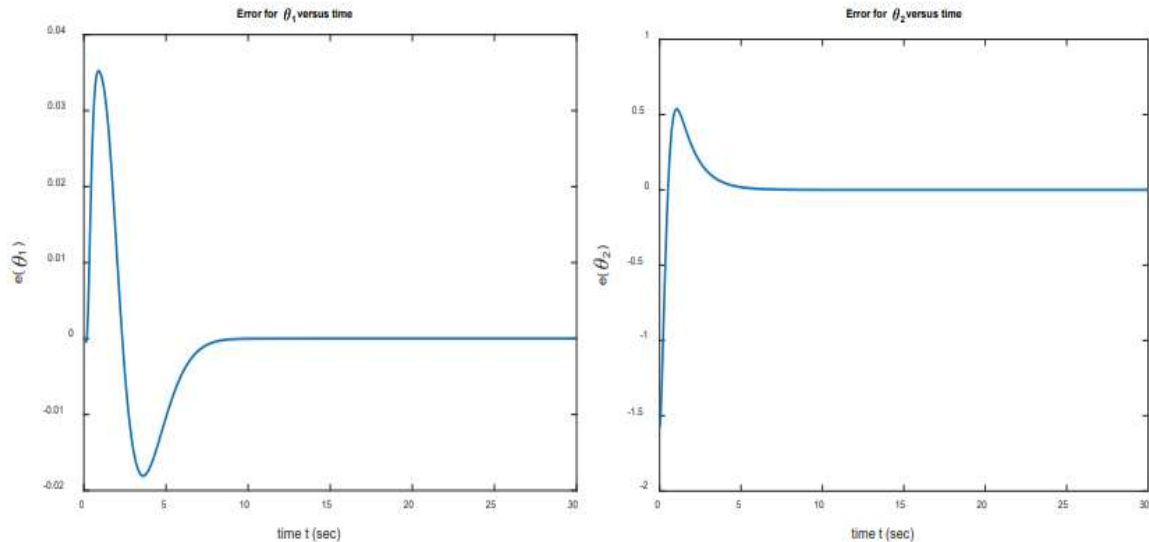 Error for θ₁ versus time
0.04
0.03
0.02
0.01
0
-0.01
-0.02
e(θ₁)
0 5 10 15 20 25 30
time t (sec)
Error for θ₂ versus time
1
0.5
0
-0.5
-1
-1.5
-2
e(θ₂)
0 5 10 15 20 25 30
time t (sec)